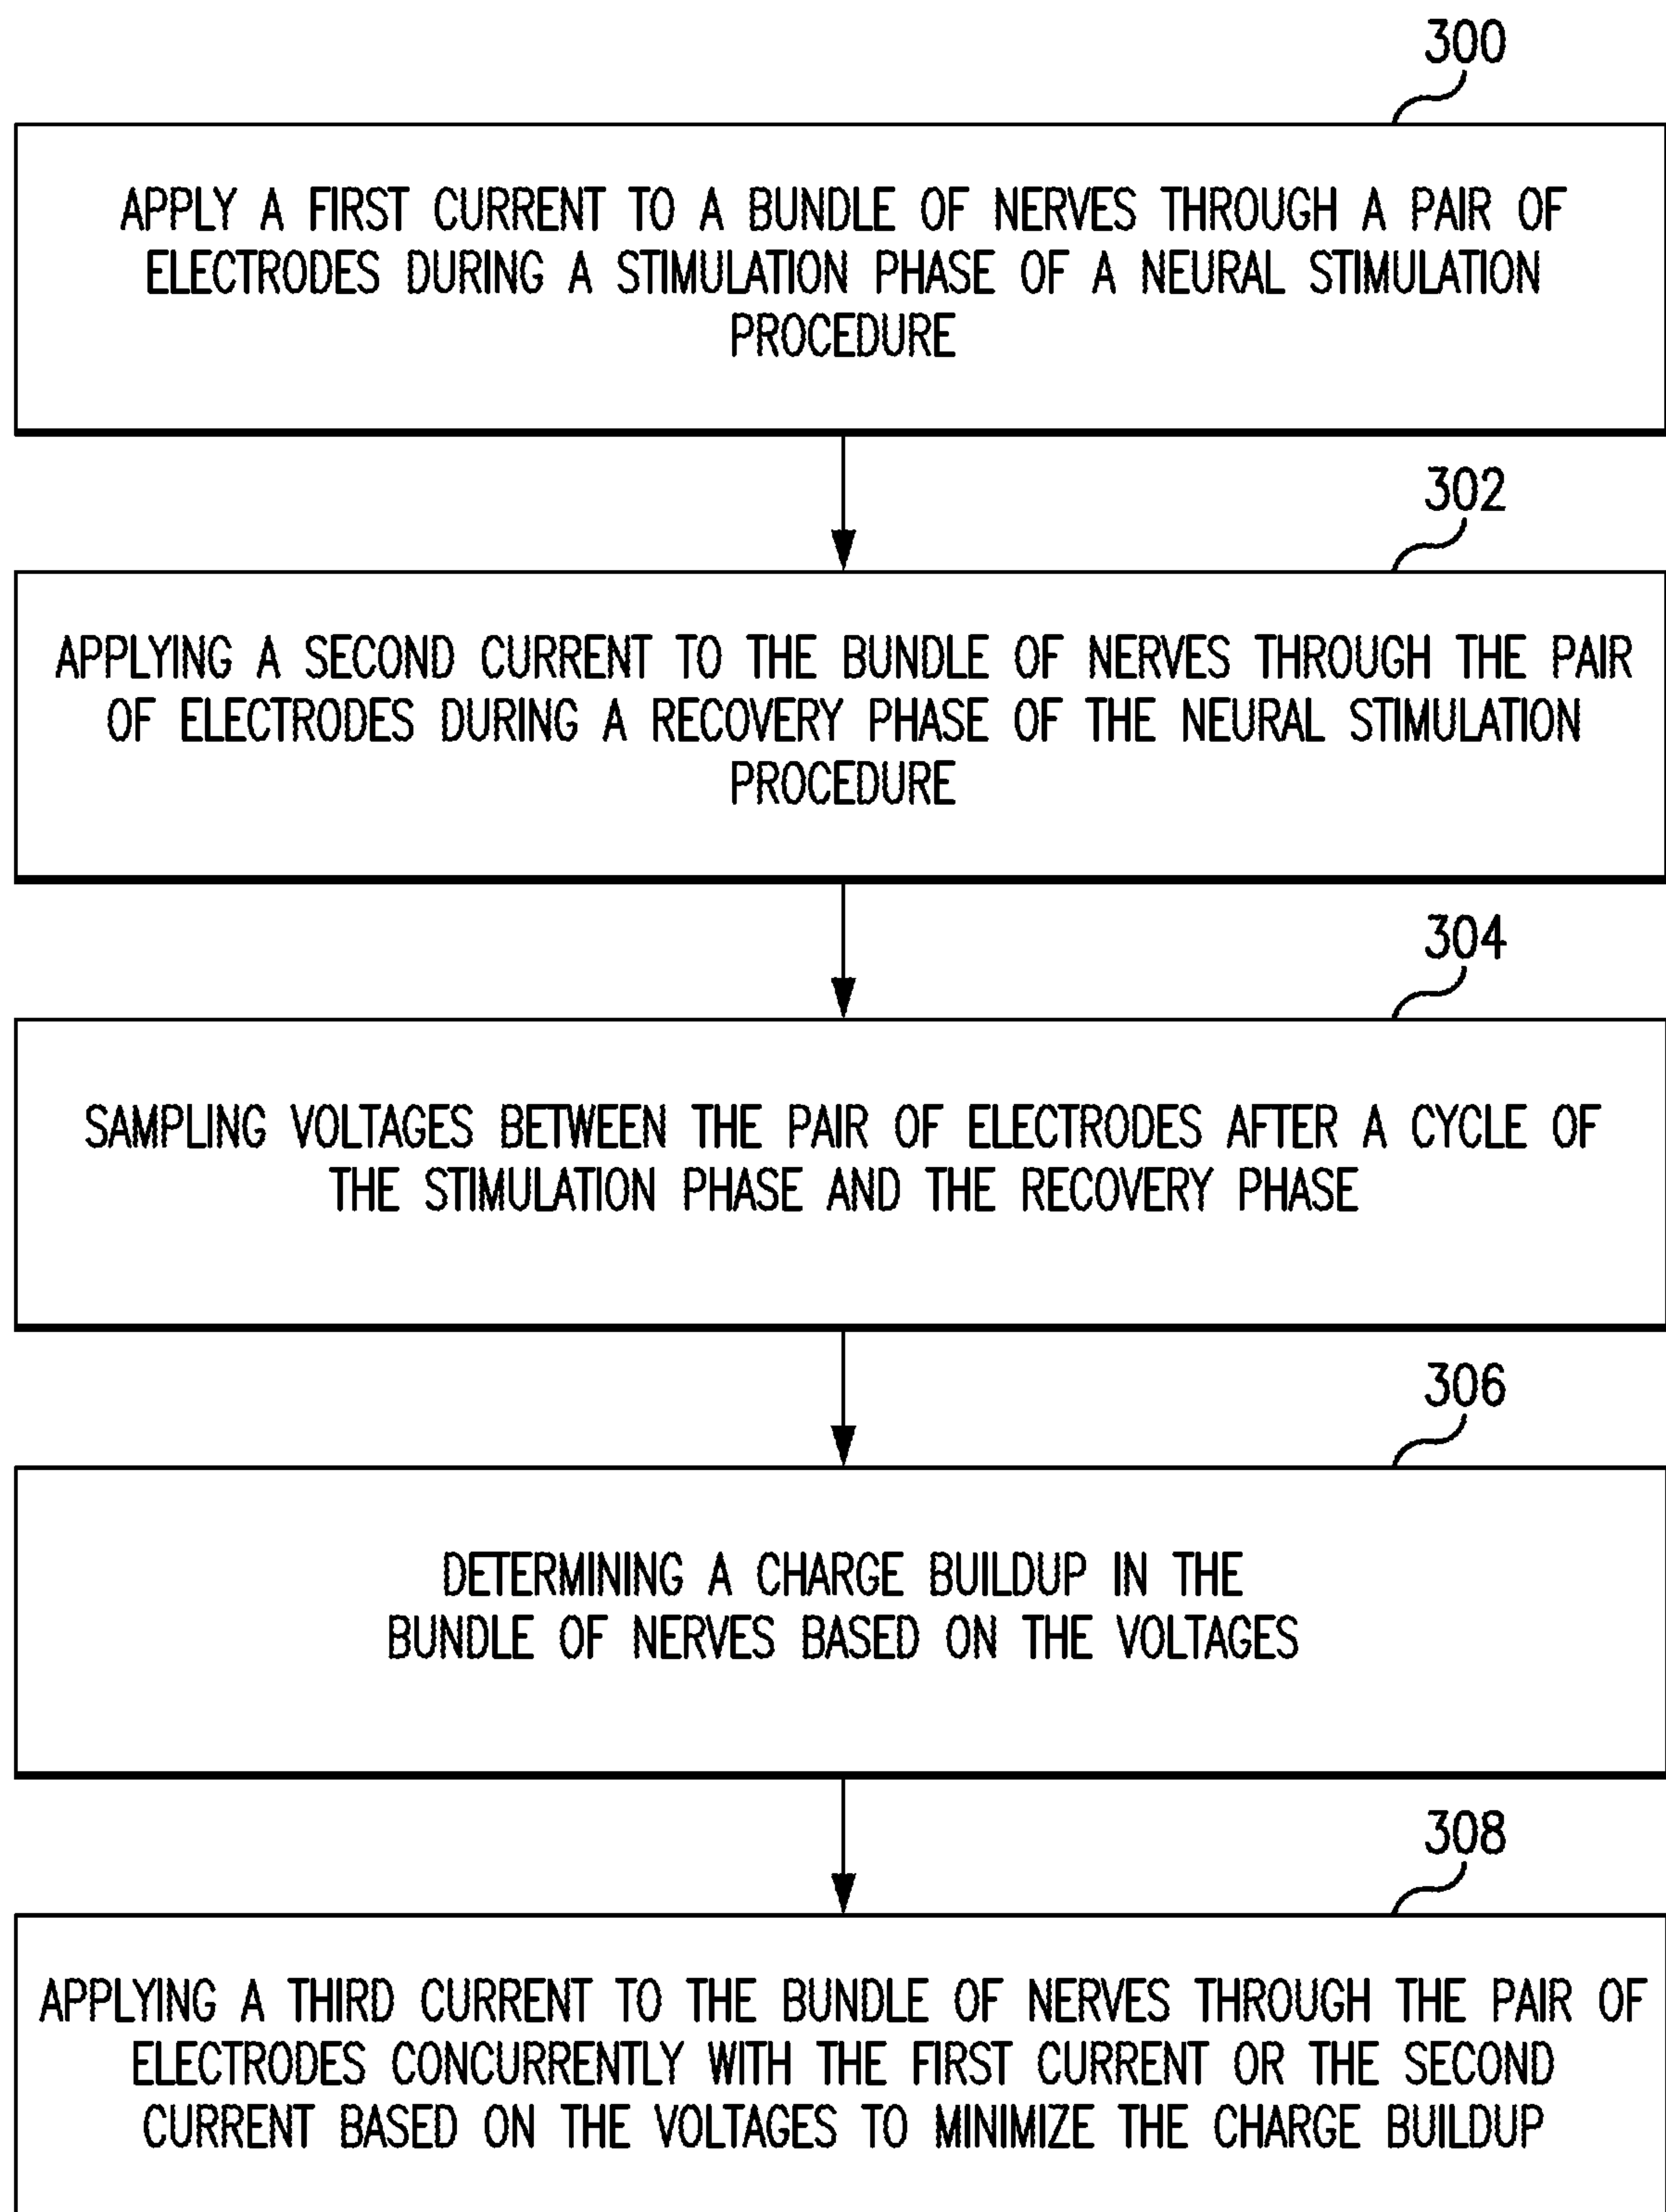 300
APPLY A FIRST CURRENT TO A BUNDLE OF NERVES THROUGH A PAIR OF
ELECTRODES DURING A STIMULATION PHASE OF A NEURAL STIMULATION
PROCEDURE
302
APPLYING A SECOND CURRENT TO THE BUNDLE OF NERVES THROUGH THE PAIR
OF ELECTRODES DURING A RECOVERY PHASE OF THE NEURAL STIMULATION
PROCEDURE
304
SAMPLING VOLTAGES BETWEEN THE PAIR OF ELECTRODES AFTER A CYCLE OF
THE STIMULATION PHASE AND THE RECOVERY PHASE
306
DETERMINING A CHARGE BUILDUP IN THE
BUNDLE OF NERVES BASED ON THE VOLTAGES
308
APPLYING A THIRD CURRENT TO THE BUNDLE OF NERVES THROUGH THE PAIR OF
ELECTRODES CONCURRENTLY WITH THE FIRST CURRENT OR THE SECOND
CURRENT BASED ON THE VOLTAGES TO MINIMIZE THE CHARGE BUILDUP